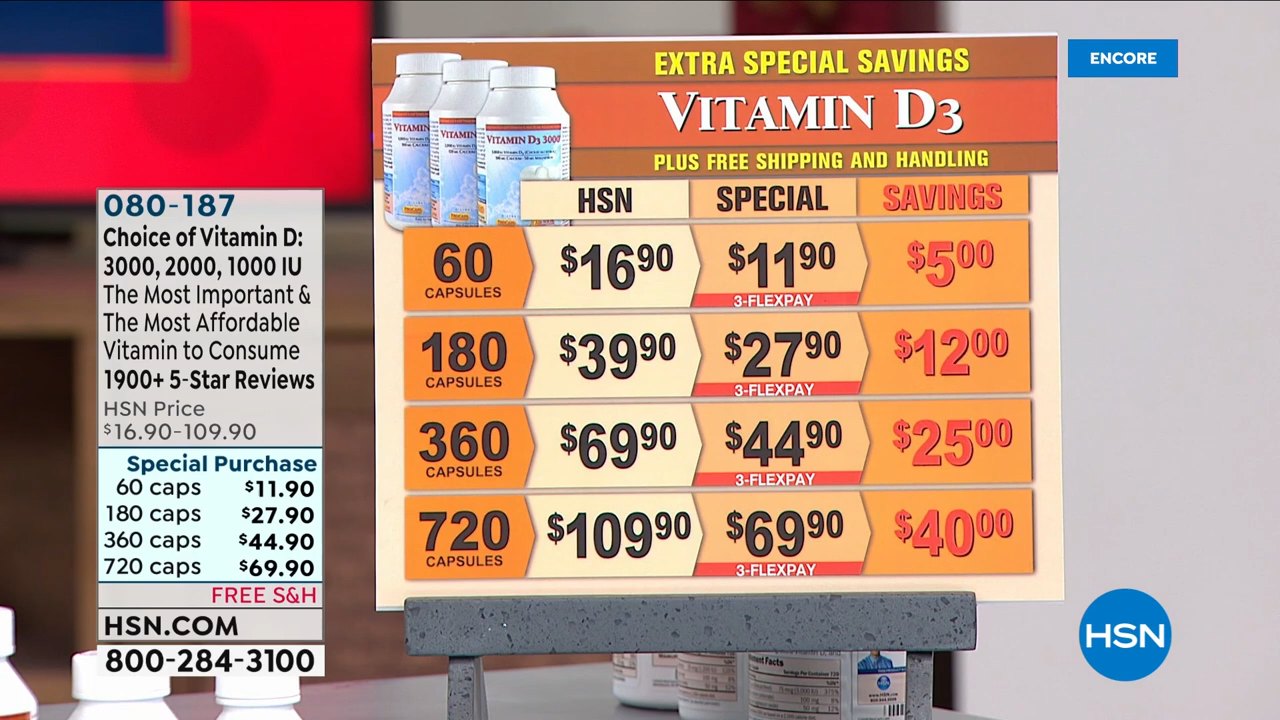 ENCORE
EXTRA SPECIAL SAVINGS
VITAMIN D3
PLUS FREE SHIPPING AND HANDLING
VITAMIN
VITAMIN
VITAMIN D3 3000
HSN SPECIAL SAVINGS
60 CAPSULES $16.90 $11.90 3-FLEXPAY $5.00
180 CAPSULES $39.90 $27.90 3-FLEXPAY $12.00
360 CAPSULES $69.90 $44.90 3-FLEXPAY $25.00
720 CAPSULES $109.90 $69.90 3-FLEXPAY $40.00
080-187
Choice of Vitamin D:
3000, 2000, 1000 IU
The Most Important &
The Most Affordable
Vitamin to Consume
1900+ 5-Star Reviews
HSN Price
$16.90-109.90
Special Purchase
60 caps $11.90
180 caps $27.90
360 caps $44.90
720 caps $69.90
FREE S&H
HSN.COM
800-284-3100
HSN